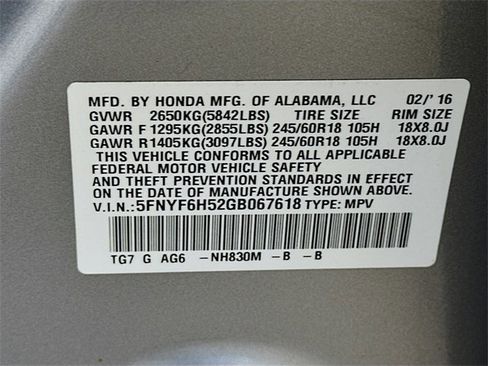 MFD. BY HONDA MFG. OF ALABAMA, LLC 02/'16
GVWR 2650KG(5842LBS) TIRE SIZE RIM SIZE
GAWR F 1295KG(2855LBS) 245/60R18 105H 18X8.0J
GAWR R 1405KG(3097LBS) 245/60R18 105H 18X8.0J
THIS VEHICLE CONFORMS TO ALL APPLICABLE
FEDERAL MOTOR VEHICLE SAFETY
AND THEFT PREVENTION STANDARDS IN EFFECT
ON THE DATE OF MANUFACTURE SHOWN ABOVE.
V.I.N.: 5FNYF6H52GB067618 TYPE: MPV
TG7 G AG6 -NH830M -B -B